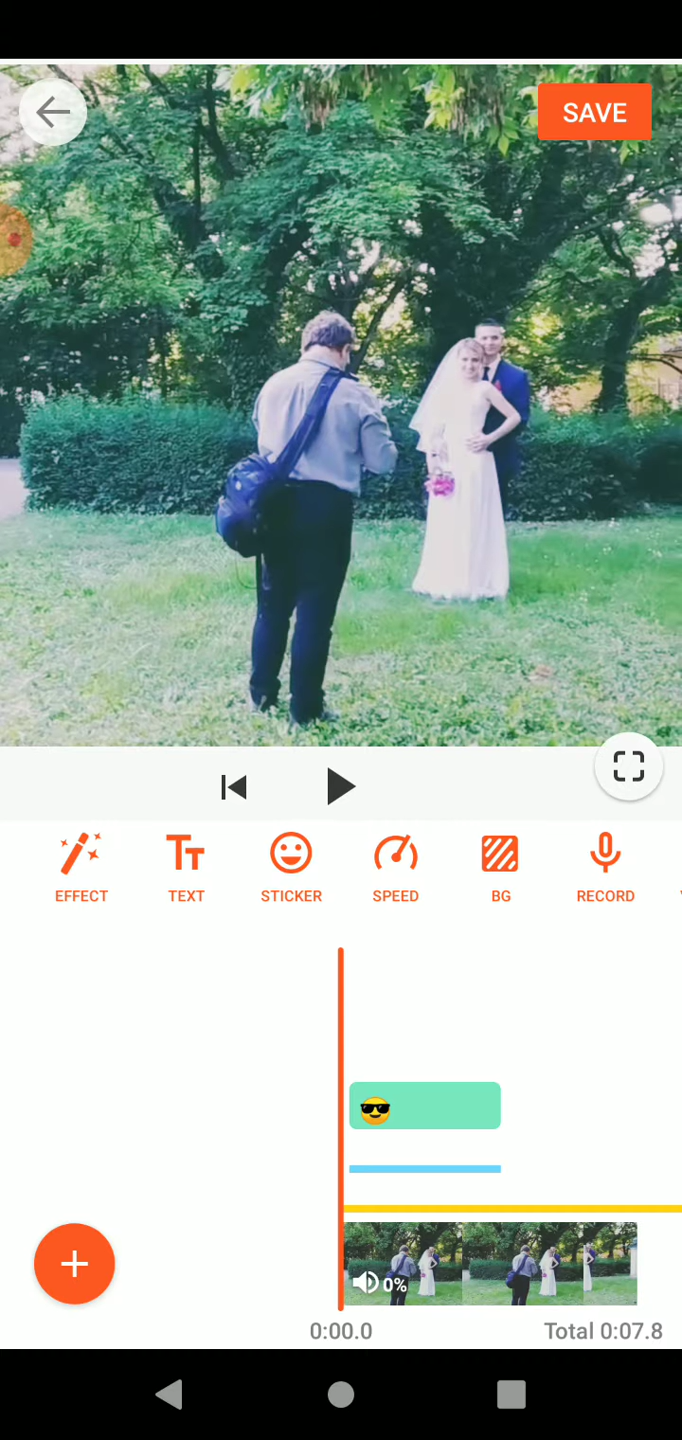 SAVE
EFFECT
TEXT
STICKER
SPEED
BG
RECORD
0%
0:00.0
Total 0:07.8